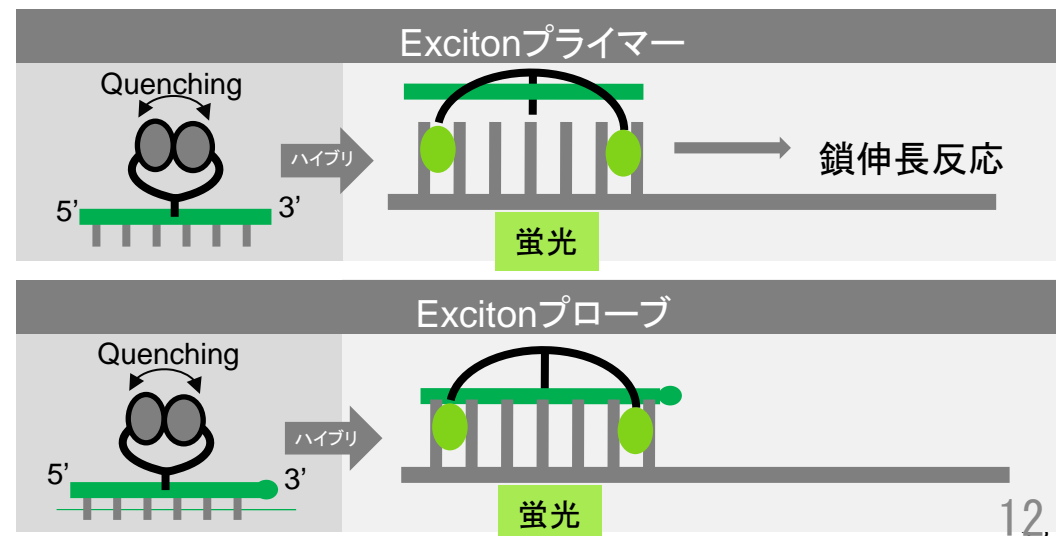 Excitonプライマー
Quenching
ハイブリ
5’
3’
鎖伸長反応
蛍光
Excitonプローブ
Quenching
ハイブリ
5’
3’
蛍光
12,